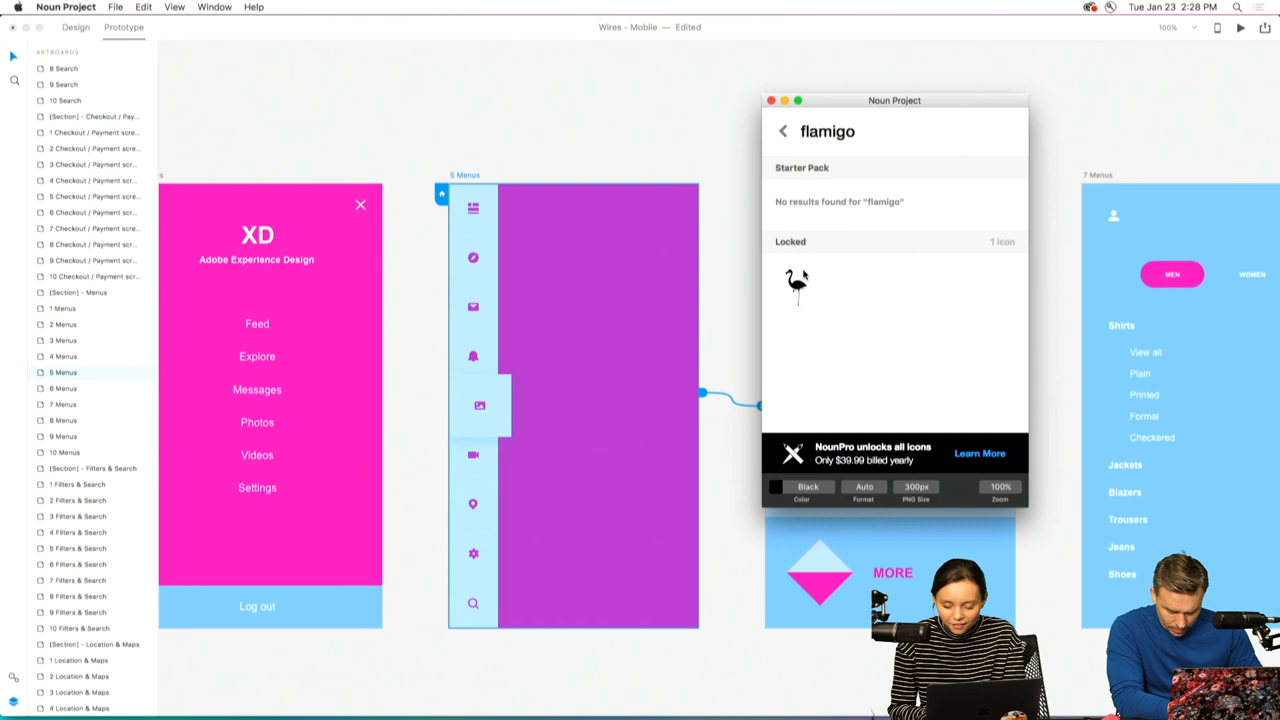 Noun Project File Edit View Window Help
Tue Jan 23 2:28 PM
Design Prototype
Wires - Mobile — Edited
100%
ARTBOARDS
8 Search
9 Search
10 Search
[Section] - Checkout / Pay...
1 Checkout / Payment scre...
2 Checkout / Payment scre...
3 Checkout / Payment scr...
4 Checkout / Payment scr...
5 Checkout / Payment scr...
6 Checkout / Payment scr...
7 Checkout / Payment scre...
8 Checkout / Payment scr...
9 Checkout / Payment scr...
10 Checkout / Payment scr...
[Section] - Menus
1 Menus
2 Menus
3 Menus
4 Menus
5 Menus
6 Menus
7 Menus
8 Menus
9 Menus
10 Menus
[Section] - Filters & Search
1 Filters & Search
2 Filters & Search
3 Filters & Search
4 Filters & Search
5 Filters & Search
6 Filters & Search
7 Filters & Search
8 Filters & Search
9 Filters & Search
10 Filters & Search
[Section] - Location & Maps
1 Location & Maps
2 Location & Maps
3 Location & Maps
4 Location & Maps
s
XD
Adobe Experience Design
Feed
Explore
Messages
Photos
Videos
Settings
Log out
5 Menus
Noun Project
flamigo
Starter Pack
No results found for "flamigo"
Locked 1 icon
NounPro unlocks all icons
Only $39.99 billed yearly
Learn More
Black Auto 300px 100%
Color Format PNG Size Zoom
MORE
7 Menus
MEN WOMEN
Shirts
View all
Plain
Printed
Formal
Checkered
Jackets
Blazers
Trousers
Jeans
Shoes